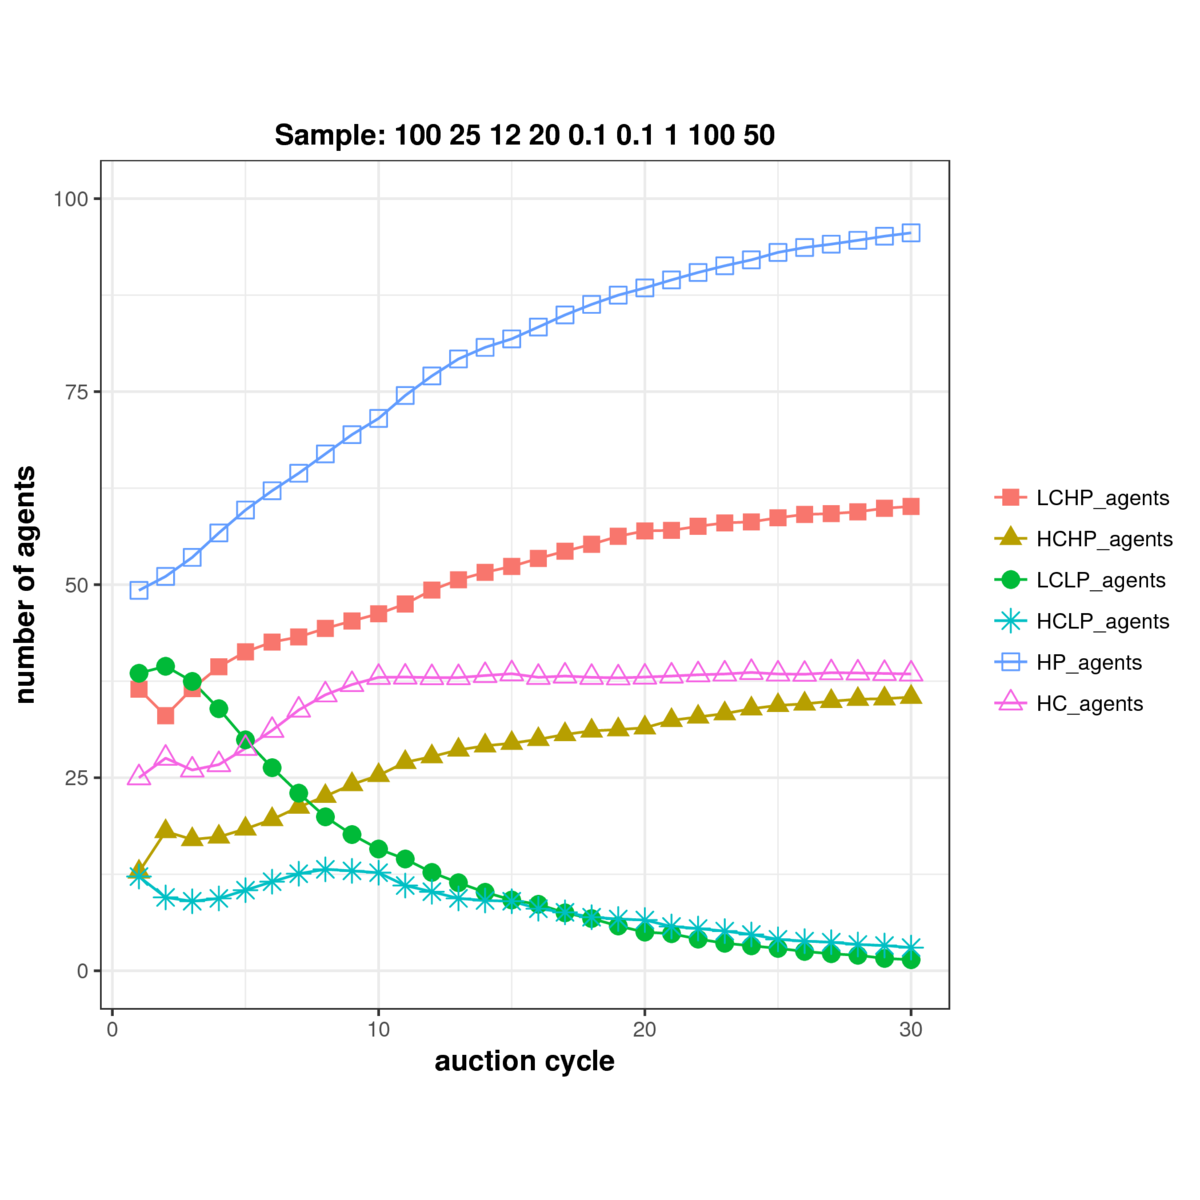 Sample: 100 25 12 20 0.1 0.1 1 100 50
number of agents
100
75
50
25
0
0 10 20 30
auction cycle
LCHP_agents
HCHP_agents
LCLP_agents
HCLP_agents
HP_agents
HC_agents